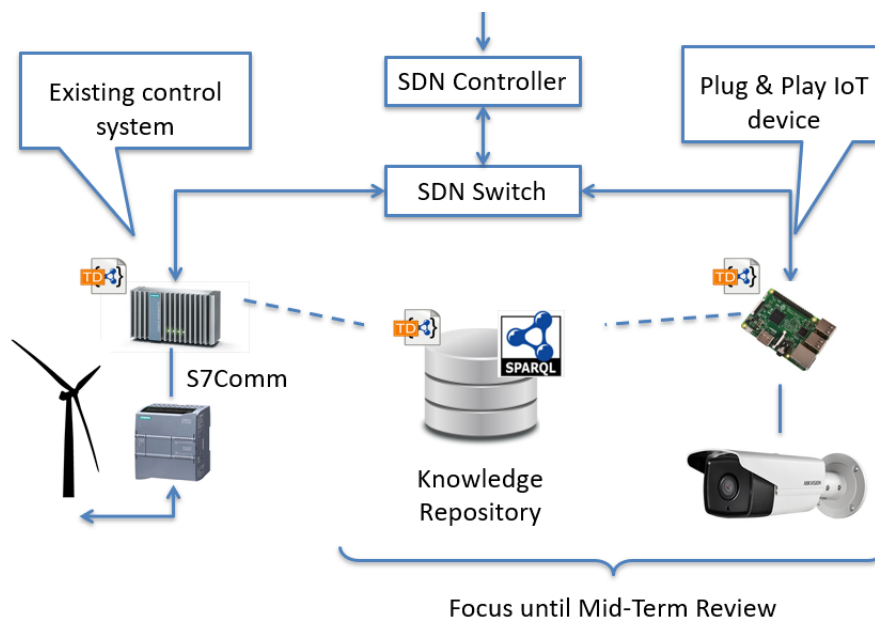 SDN Controller
Existing control
system
Plug & Play IoT
device
SDN Switch
TD
TD
TD
SPARQL
S7Comm
HIKVISION
Knowledge
Repository
Focus until Mid-Term Review